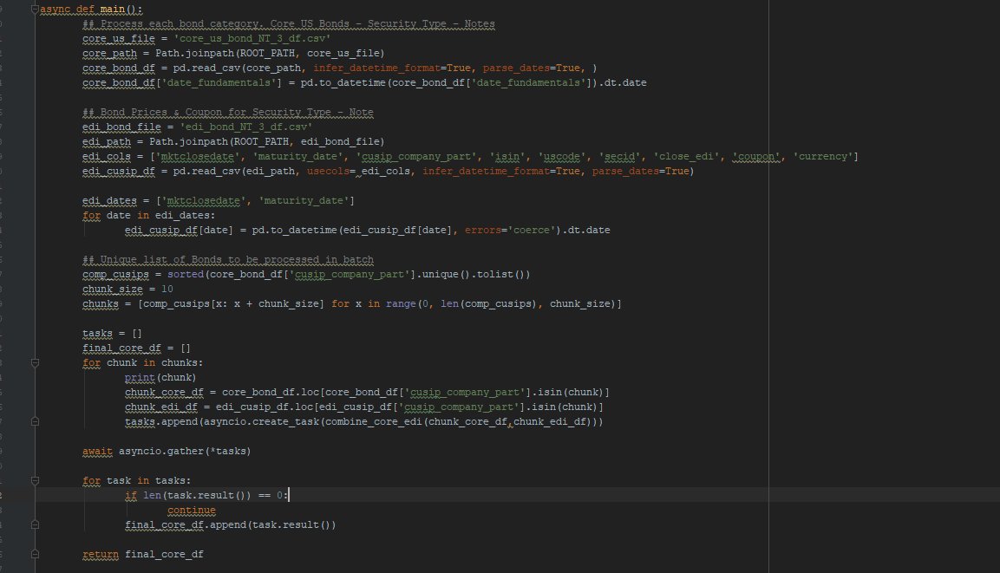 async def main():
## Process each bond category. Core US Bonds - Security Type - Notes
core_us_file = 'core_us_bond_NT_3_df.csv'
core_path = Path.joinpath(ROOT_PATH, core_us_file)
core_bond_df = pd.read_csv(core_path, infer_datetime_format=True, parse_dates=True, )
core_bond_df['date_fundamentals'] = pd.to_datetime(core_bond_df['date_fundamentals']).dt.date
## Bond Prices & Coupon for Security Type - Note
edi_bond_file = 'edi_bond_NT_3_df.csv'
edi_path = Path.joinpath(ROOT_PATH, edi_bond_file)
edi_cols = ['mktclosedate', 'maturity_date', 'cusip_company_part', 'isin', 'uscode', 'secid', 'close_edi', 'coupon', 'currency']
edi_cusip_df = pd.read_csv(edi_path, usecols= edi_cols, infer_datetime_format=True, parse_dates=True)
edi_dates = ['mktclosedate', 'maturity_date']
for date in edi_dates:
edi_cusip_df[date] = pd.to_datetime(edi_cusip_df[date], errors='coerce').dt.date
## Unique list of Bonds to be processed in batch
comp_cusips = sorted(core_bond_df['cusip_company_part'].unique().tolist())
chunk_size = 10
chunks = [comp_cusips[x: x + chunk_size] for x in range(0, len(comp_cusips), chunk_size)]
tasks = []
final_core_df = []
for chunk in chunks:
print(chunk)
chunk_core_df = core_bond_df.loc[core_bond_df['cusip_company_part'].isin(chunk)]
chunk_edi_df = edi_cusip_df.loc[edi_cusip_df['cusip_company_part'].isin(chunk)]
tasks.append(asyncio.create_task(combine_core_edi(chunk_core_df,chunk_edi_df)))
await asyncio.gather(*tasks)
for task in tasks:
if len(task.result()) == 0:
continue
final_core_df.append(task.result())
return final_core_df